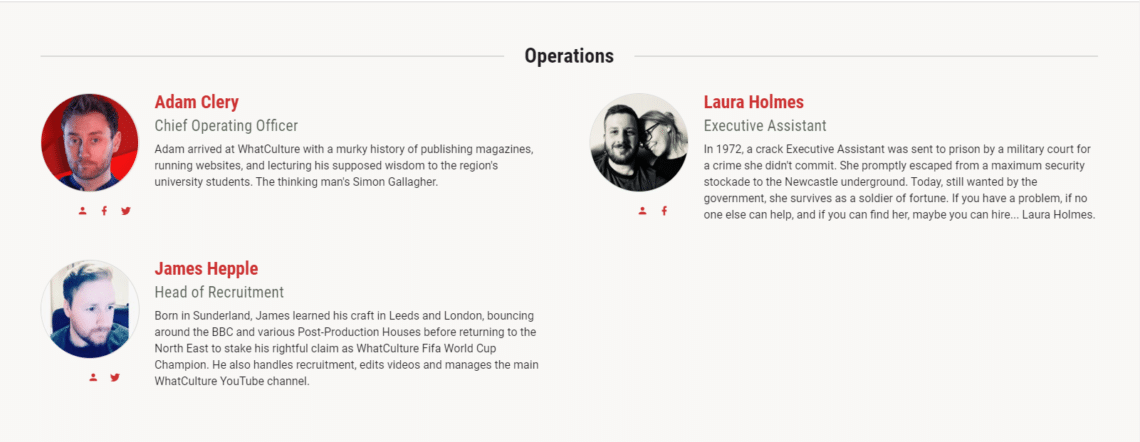 Operations
Adam Clery
Chief Operating Officer
Adam arrived at WhatCulture with a murky history of publishing magazines,
running websites, and lecturing his supposed wisdom to the region's
university students. The thinking man's Simon Gallagher.
Laura Holmes
Executive Assistant
In 1972, a crack Executive Assistant was sent to prison by a military court for
a crime she didn't commit. She promptly escaped from a maximum security
stockade to the Newcastle underground. Today, still wanted by the
government, she survives as a soldier of fortune. If you have a problem, if no
one else can help, and if you can find her, maybe you can hire... Laura Holmes.
James Hepple
Head of Recruitment
Born in Sunderland, James learned his craft in Leeds and London, bouncing
around the BBC and various Post-Production Houses before returning to the
North East to stake his rightful claim as WhatCulture Fifa World Cup
Champion. He also handles recruitment, edits videos and manages the main
WhatCulture YouTube channel.